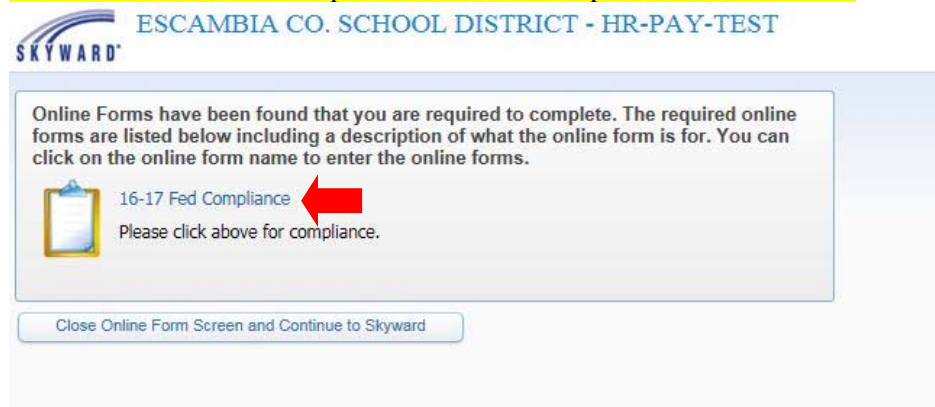 ESCAMBIA CO. SCHOOL DISTRICT - HR-PAY-TEST
SKYWARD
Online Forms have been found that you are required to complete. The required online
forms are listed below including a description of what the online form is for. You can
click on the online form name to enter the online forms.
16-17 Fed Compliance
Please click above for compliance.
Close Online Form Screen and Continue to Skyward